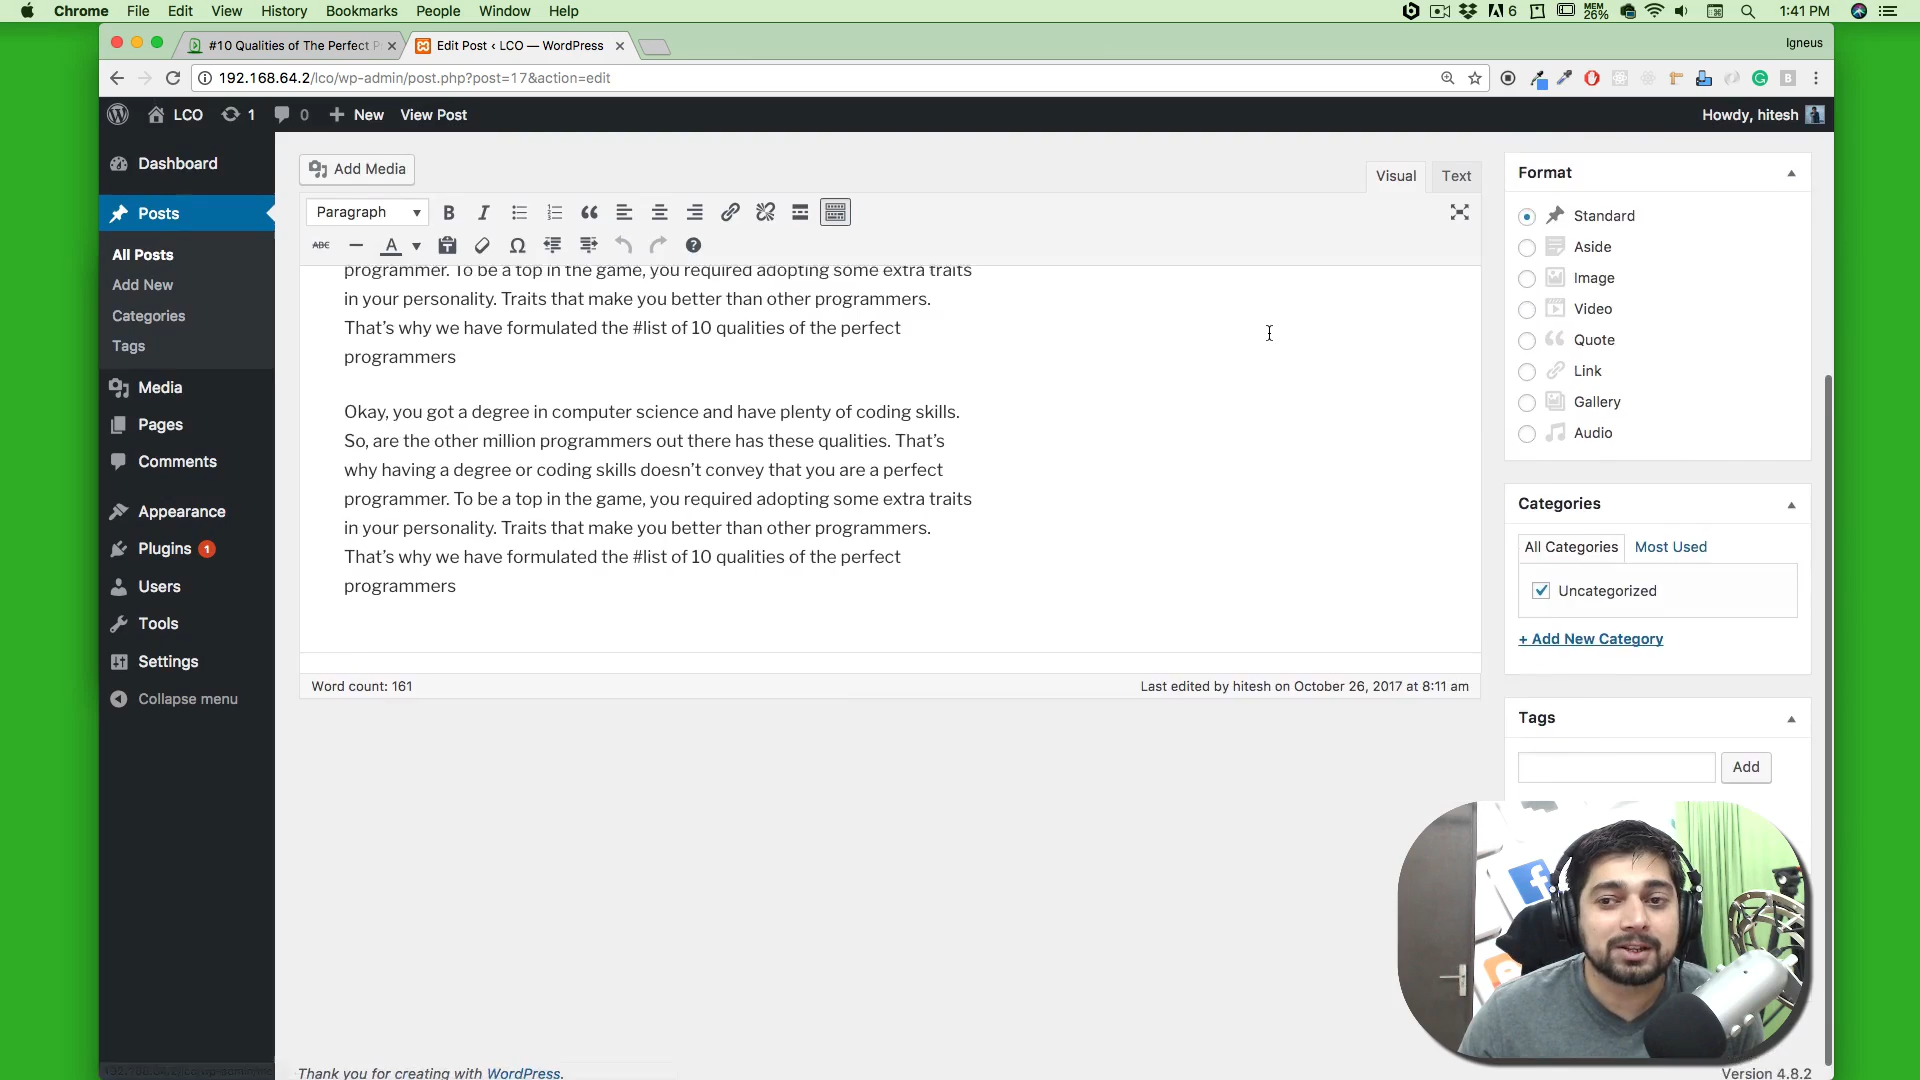 Chrome File Edit View History Bookmarks People Window Help
6 MEM 26% 1:41 PM
#10 Qualities of The Perfect P
Edit Post ‹ LCO — WordPress
Igneus
192.168.64.2/lco/wp-admin/post.php?post=17&action=edit
LCO 1 0 New View Post
Howdy, hitesh
Dashboard
Posts
All Posts
Add New
Categories
Tags
Media
Pages
Comments
Appearance
Plugins 1
Users
Tools
Settings
Collapse menu
Add Media
Visual Text
Paragraph
ABC
programmer. To be a top in the game, you required adopting some extra traits
in your personality. Traits that make you better than other programmers.
That's why we have formulated the #list of 10 qualities of the perfect
programmers
Okay, you got a degree in computer science and have plenty of coding skills.
So, are the other million programmers out there has these qualities. That's
why having a degree or coding skills doesn't convey that you are a perfect
programmer. To be a top in the game, you required adopting some extra traits
in your personality. Traits that make you better than other programmers.
That's why we have formulated the #list of 10 qualities of the perfect
programmers
Word count: 161
Last edited by hitesh on October 26, 2017 at 8:11 am
Format
Standard
Aside
Image
Video
Quote
Link
Gallery
Audio
Categories
All Categories Most Used
Uncategorized
+ Add New Category
Tags
Add
Thank you for creating with WordPress.
Version 4.8.2